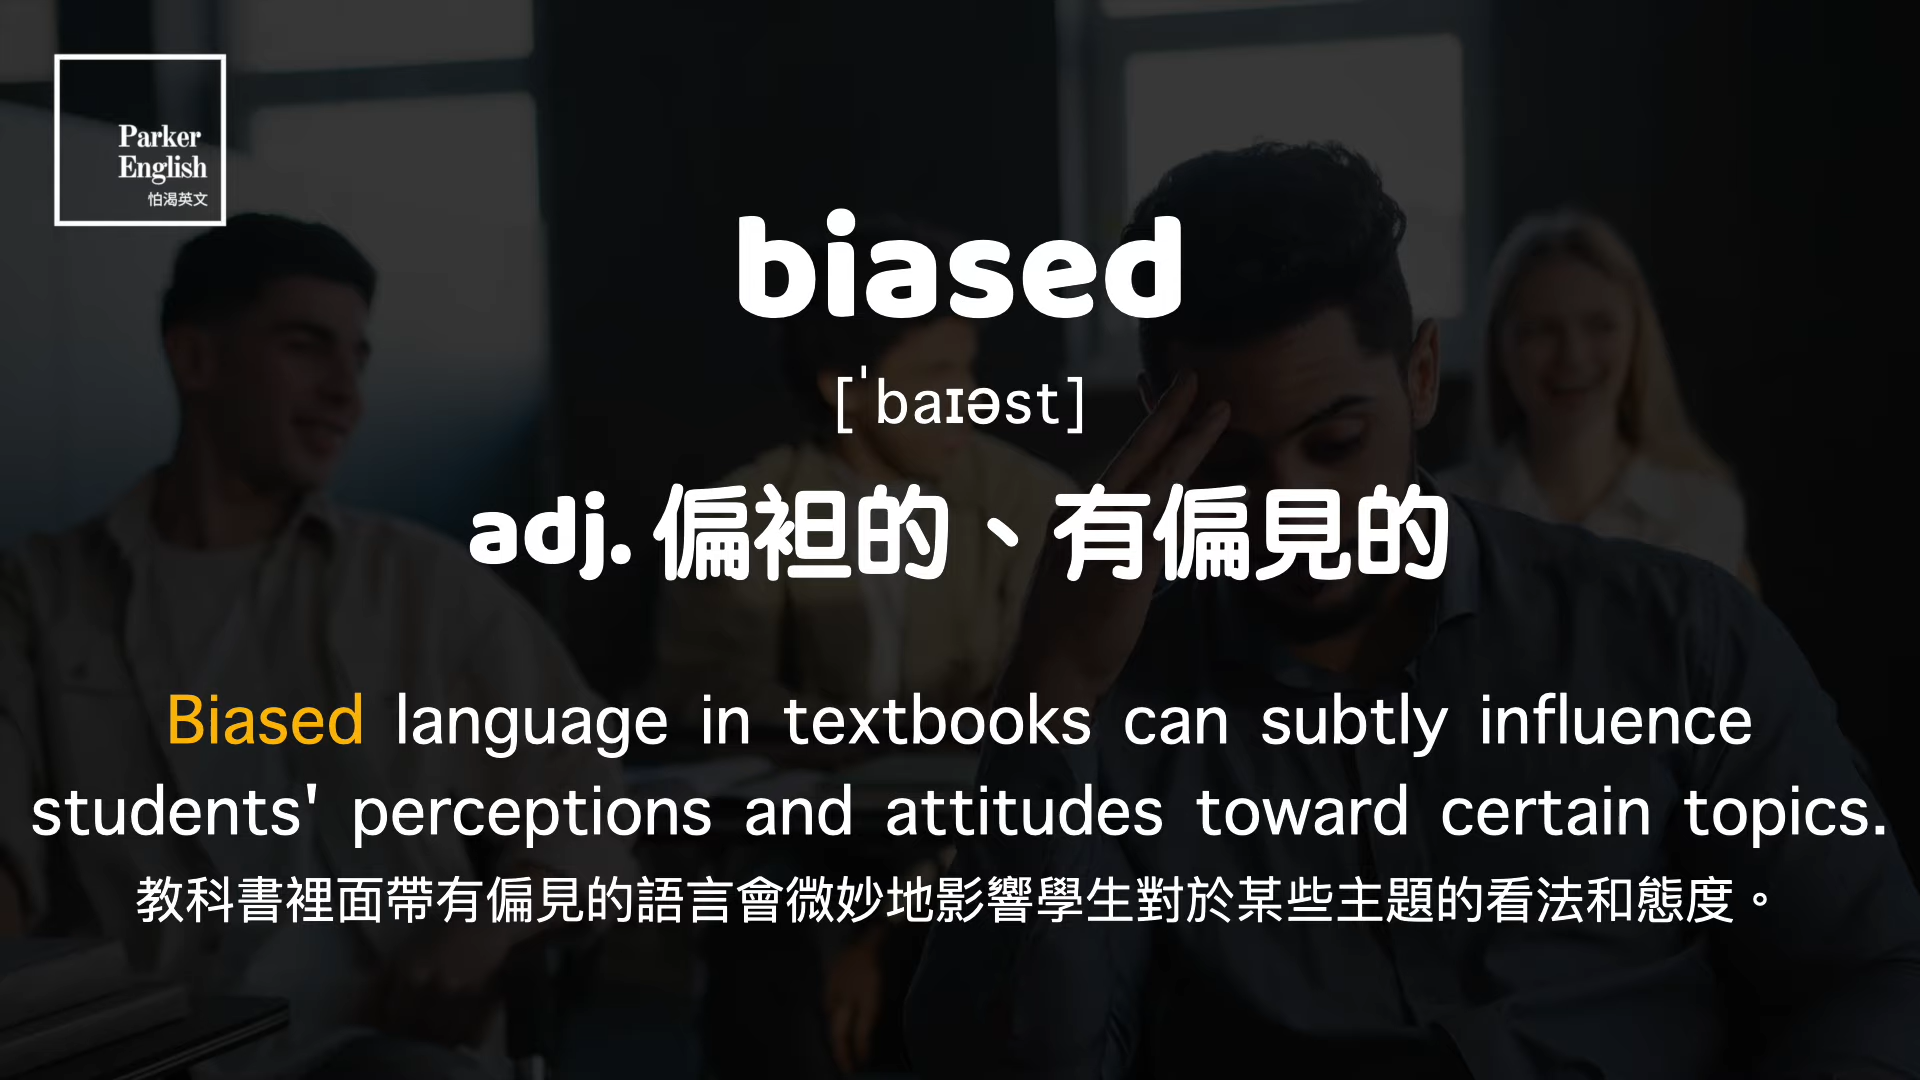 Parker
English
怕渴英文
biased
[ˈbaɪəst]
adj. 偏袒的、有偏見的
Biased language in textbooks can subtly influence
students' perceptions and attitudes toward certain topics.
教科書裡面帶有偏見的語言會微妙地影響學生對於某些主題的看法和態度。